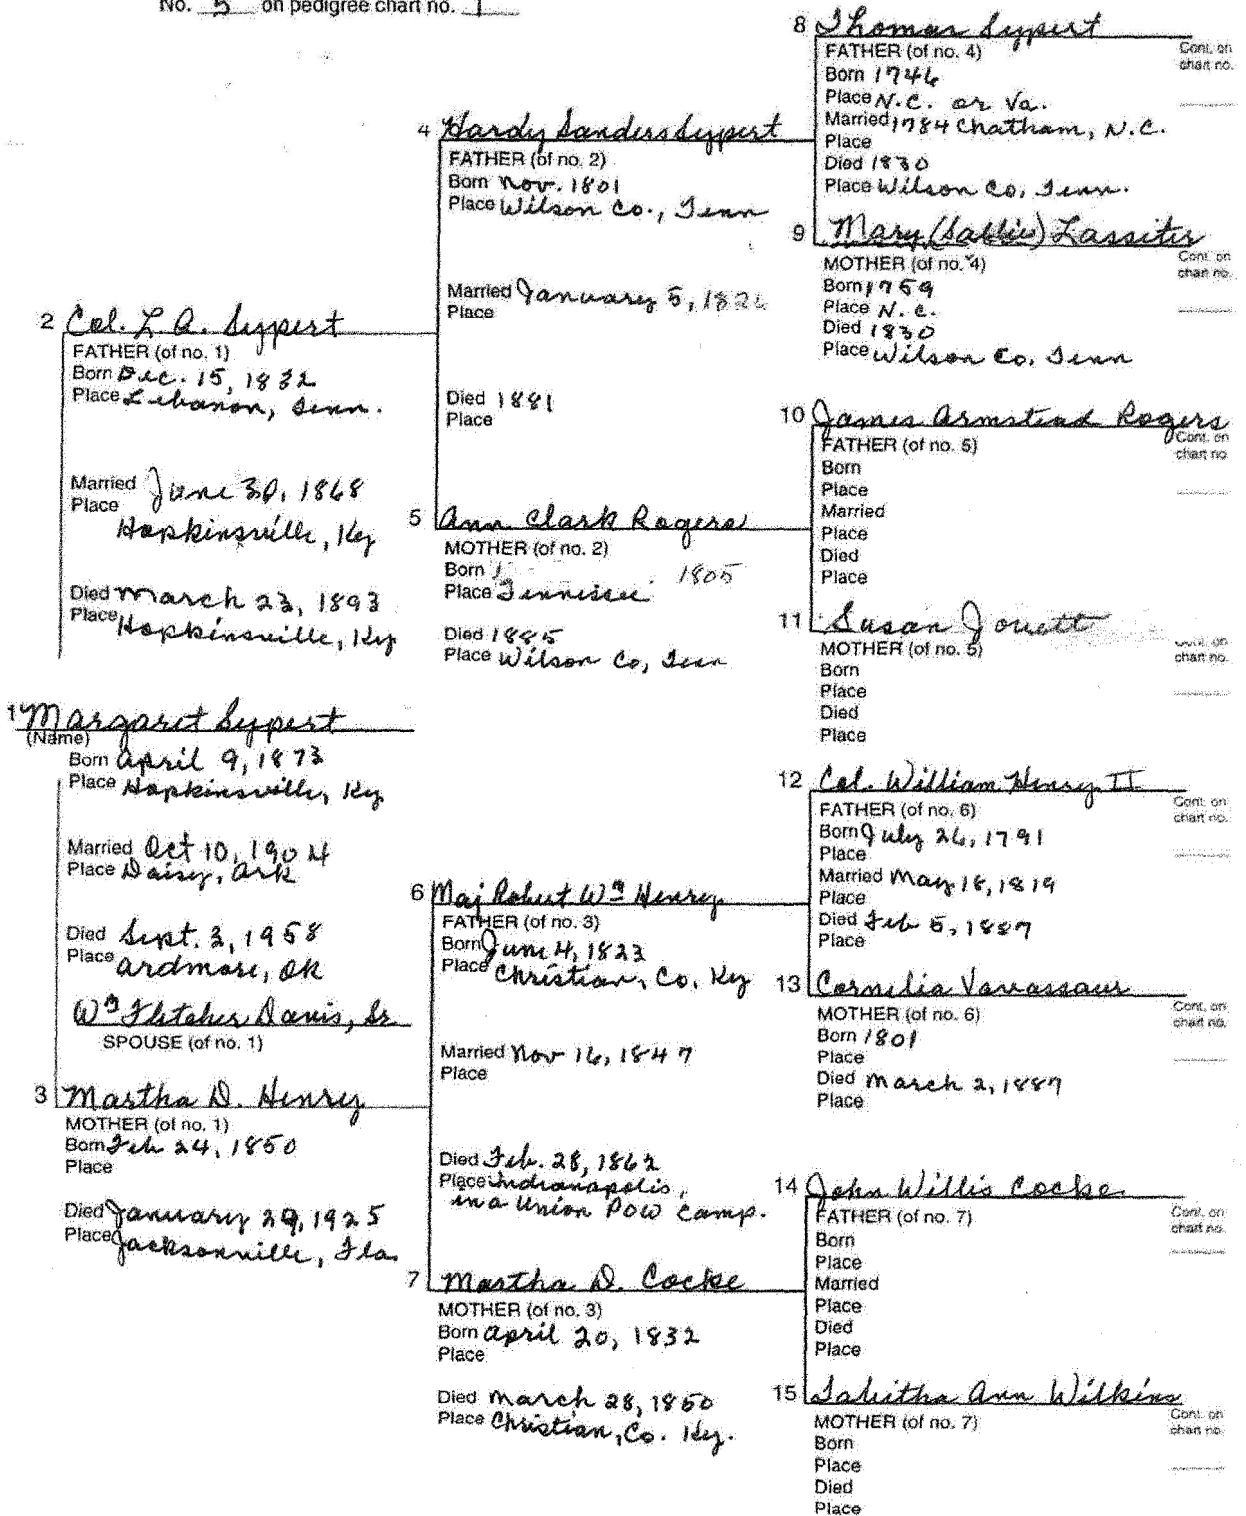 No. 5 on pedigree chart no. 1
8 Thomas Sypert
FATHER (of no. 4)
Cont. on
chart no.
Born 1746
Place N.C. or Va.
Married 1784 Chatham, N.C.
Place
Died 1830
Place Wilson Co, Tenn.
4 Hardy Sanders Sypert
FATHER (of no. 2)
Born Nov. 1801
Place Wilson Co., Tenn
Married January 5, 182
Place
Died 1881
Place
9 Mary (Sallie) Lassiter
MOTHER (of no. 4)
Cont. on
chart no.
Born 1759
Place N.C.
Died 1830
Place Wilson Co, Tenn
2 Col. L. A. Sypert
FATHER (of no. 1)
Born Dec. 15, 1832
Place Lebanon, Tenn.
Married June 30, 1868
Place
Hopkinsville, Ky
Died March 23, 1893
Place Hopkinsville, Ky
10 James Armstead Rogers
FATHER (of no. 5)
Cont. on
chart no
Born
Place
Married
Place
Died
Place
5 Ann Clark Rogers
MOTHER (of no. 2)
Born 1805
Place Tennissee
Died 1885
Place Wilson Co, Tenn
11 Susan Jouett
MOTHER (of no. 5)
Cont. on
chart no.
Born
Place
Died
Place
1 Margaret Sypert
(Name)
Born April 9, 1873
Place Hopkinsville, Ky
Married Oct 10, 1904
Place Daisy, Ark
Died Sept. 3, 1958
Place Ardmore, OK
Wm Fletcher Davis, Sr
SPOUSE (of no. 1)
12 Col. William Henry II
FATHER (of no. 6)
Cont. on
chart no.
Born July 26, 1791
Place
Married May 18, 1819
Place
Died Feb 5, 1887
Place
6 Maj Robert Wm Henry
FATHER (of no. 3)
Born June 4, 1823
Place Christian, Co. Ky
Married Nov 16, 1847
Place
Died Feb. 28, 1862
Place Indianapolis,
in a Union POW Camp.
13 Cornelia Vavassaur
MOTHER (of no. 6)
Cont. on
chart no.
Born 1801
Place
Died March 2, 1887
Place
3 Martha D. Henry
MOTHER (of no. 1)
Born Feb 24, 1850
Place
Died January 29, 1925
Place Jacksonville, Fla.
14 John Willis Cocke
FATHER (of no. 7)
Cont. on
chart no.
Born
Place
Married
Place
Died
Place
7 Martha D. Cocke
MOTHER (of no. 3)
Born April 20, 1832
Place
Died March 28, 1850
Place Christian, Co. Ky.
15 Tabitha Ann Wilkins
MOTHER (of no. 7)
Cont. on
chart no.
Born
Place
Died
Place